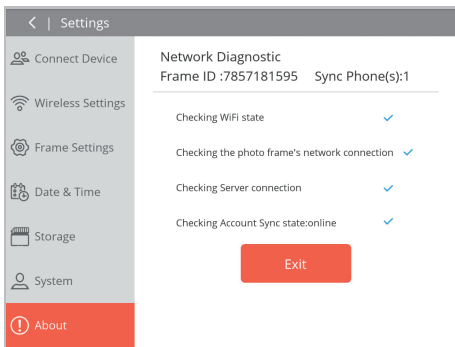 < | Settings
Connect Device
Wireless Settings
Frame Settings
Date & Time
Storage
System
About
Network Diagnostic
Frame ID :7857181595 Sync Phone(s):1
Checking WiFi state
Checking the photo frame's network connection
Checking Server connection
Checking Account Sync state:online
Exit